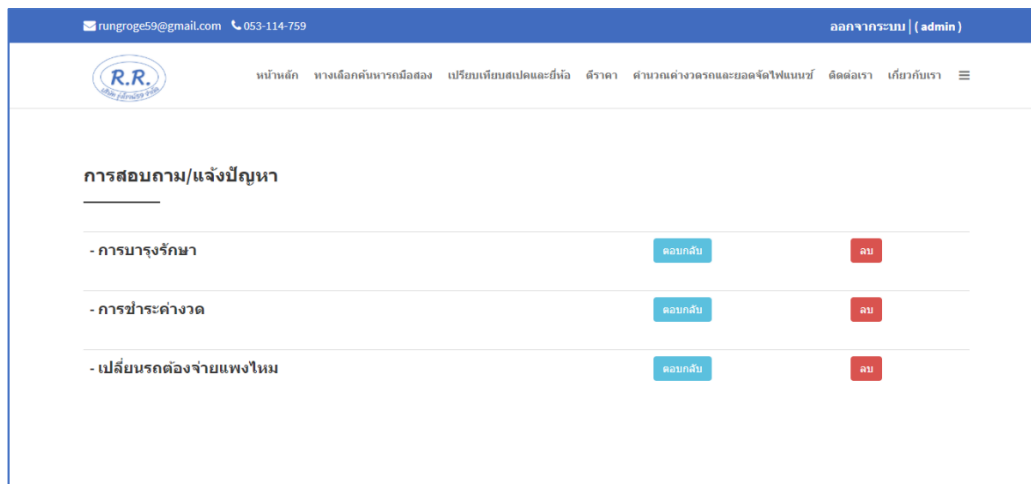 rungroge59@gmail.com 053-114-759 ออกจากระบบ | ( admin )
R.R.
หน้าหลัก ทางเลือกค้นหารถมือสอง เปรียบเทียบสเปคและยี่ห้อ ตีราคา คำนวณค่างวดรถและยอดจัดไฟแนนซ์ ติดต่อเรา เกี่ยวกับเรา
การสอบถาม/แจ้งปัญหา
- การบารุงรักษา ตอบกลับ ลบ
- การชำระค่างวด ตอบกลับ ลบ
- เปลี่ยนรถต้องจ่ายแพงไหม ตอบกลับ ลบ